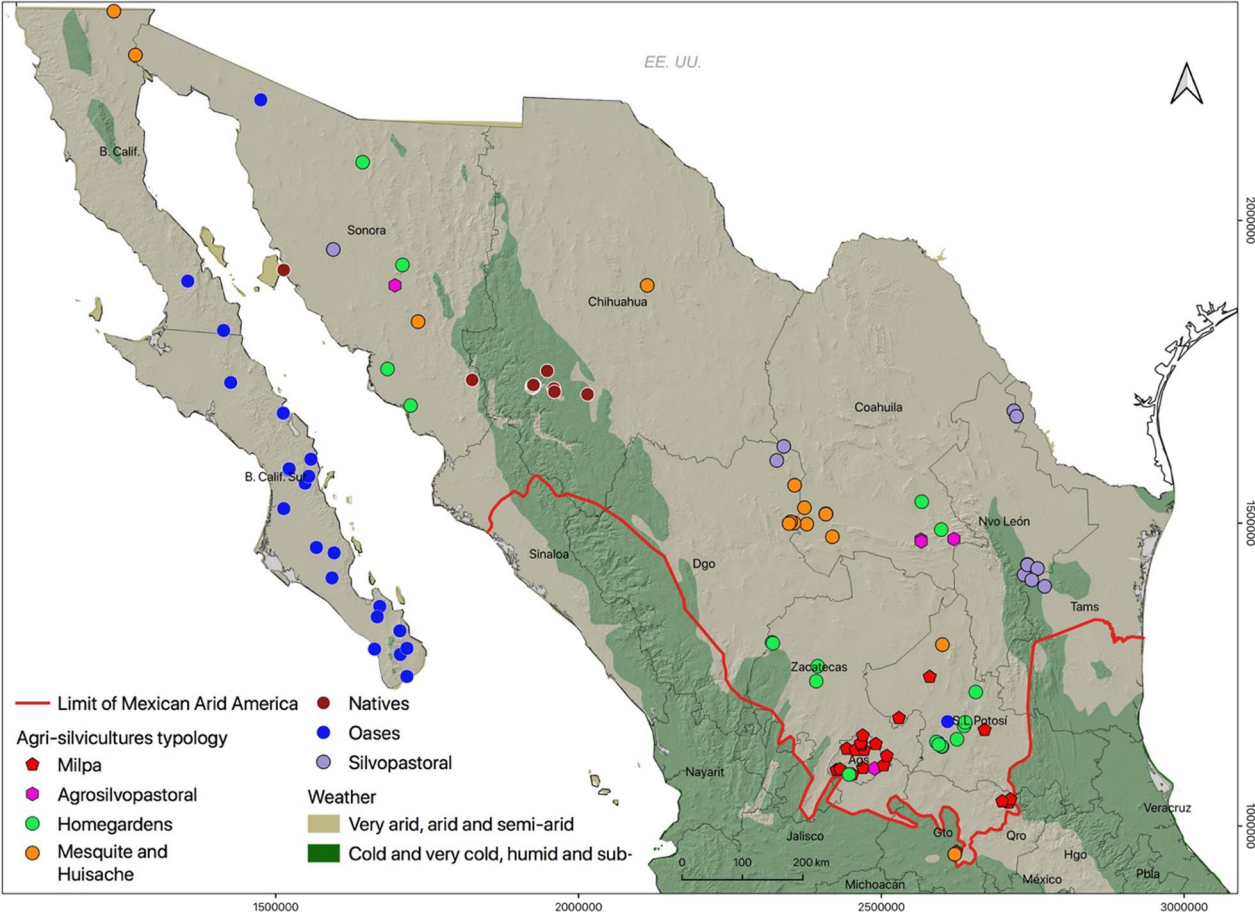 EE. UU.
B. Calif.
Sonora
Chihuahua
Coahuila
B. Calif. Sur
Nvo León
Sinaloa
Dgo
Tams
Zacatecas
S.L Potosí
Ags
Nayarit
Jalisco
Gto
Qro
Hgo
Veracruz
Michoacán
México
Pbla
Limit of Mexican Arid America
Agri-silvicultures typology
Milpa
Agrosilvopastoral
Homegardens
Mesquite and
Huisache
Natives
Oases
Silvopastoral
Weather
Very arid, arid and semi-arid
Cold and very cold, humid and sub-
0 100 200 km
1500000 2000000 2500000 3000000
2000000
1500000
1000000